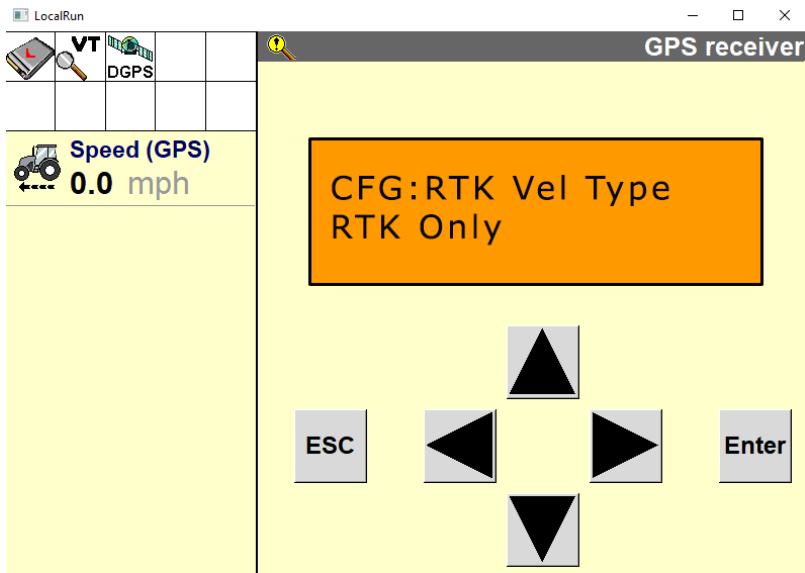 LocalRun
VT
DGPS
GPS receiver
Speed (GPS)
0.0 mph
CFG:RTK Vel Type
RTK Only
ESC
Enter